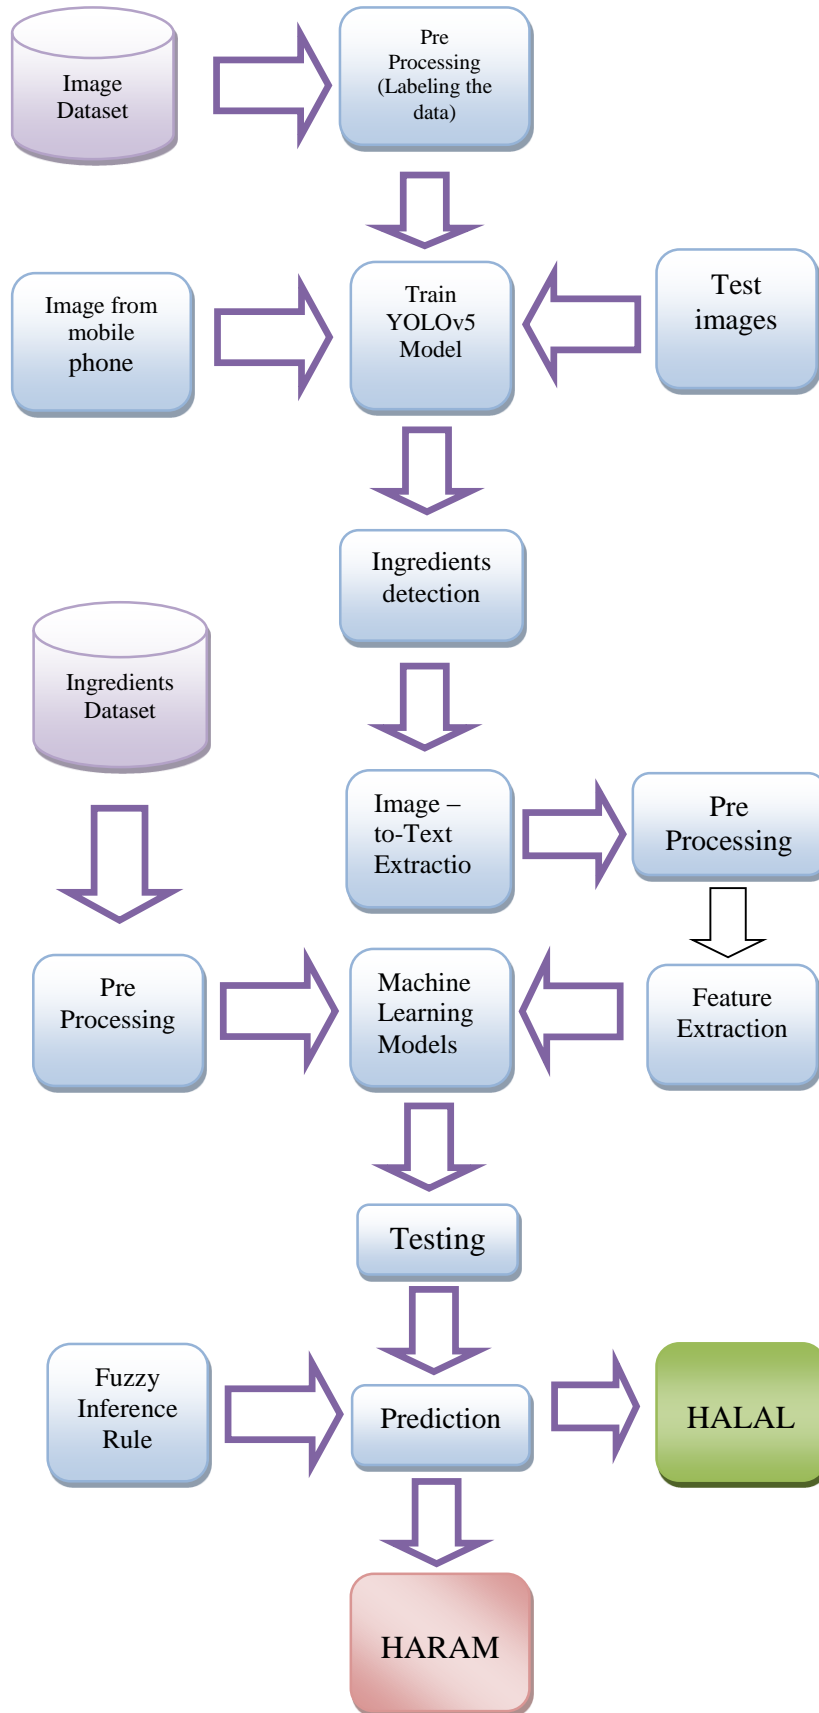 Image
Dataset
Pre
Processing
(Labeling the
data)
Image from
mobile
phone
Train
YOLOv5
Model
Test
images
Ingredients
detection
Ingredients
Dataset
Image –
to-Text
Extractio
Pre
Processing
Pre
Processing
Machine
Learning
Models
Feature
Extraction
Testing
Fuzzy
Inference
Rule
Prediction
HALAL
HARAM